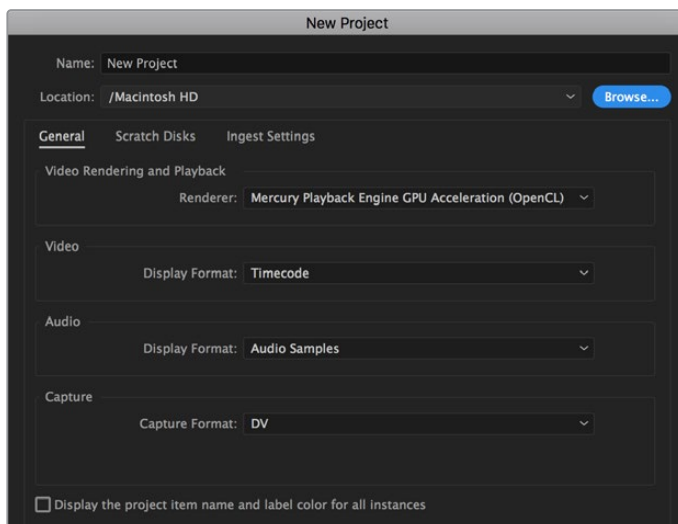 New Project
Name: New Project
Location: /Macintosh HD Browse...
General Scratch Disks Ingest Settings
Video Rendering and Playback
Renderer: Mercury Playback Engine GPU Acceleration (OpenCL)
Video
Display Format: Timecode
Audio
Display Format: Audio Samples
Capture
Capture Format: DV
Display the project item name and label color for all instances